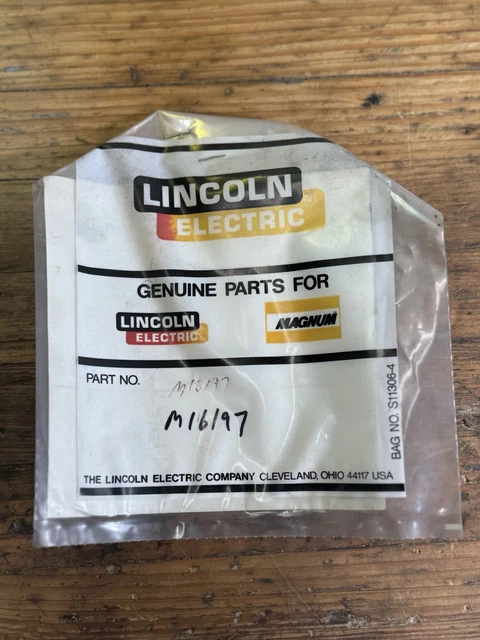 LINCOLN®
ELECTRIC
GENUINE PARTS FOR
LINCOLN
ELECTRIC
MAGNUM
PART NO.
M16197
M16197
BAG NO. S11306-4
THE LINCOLN ELECTRIC COMPANY CLEVELAND, OHIO 44117 USA